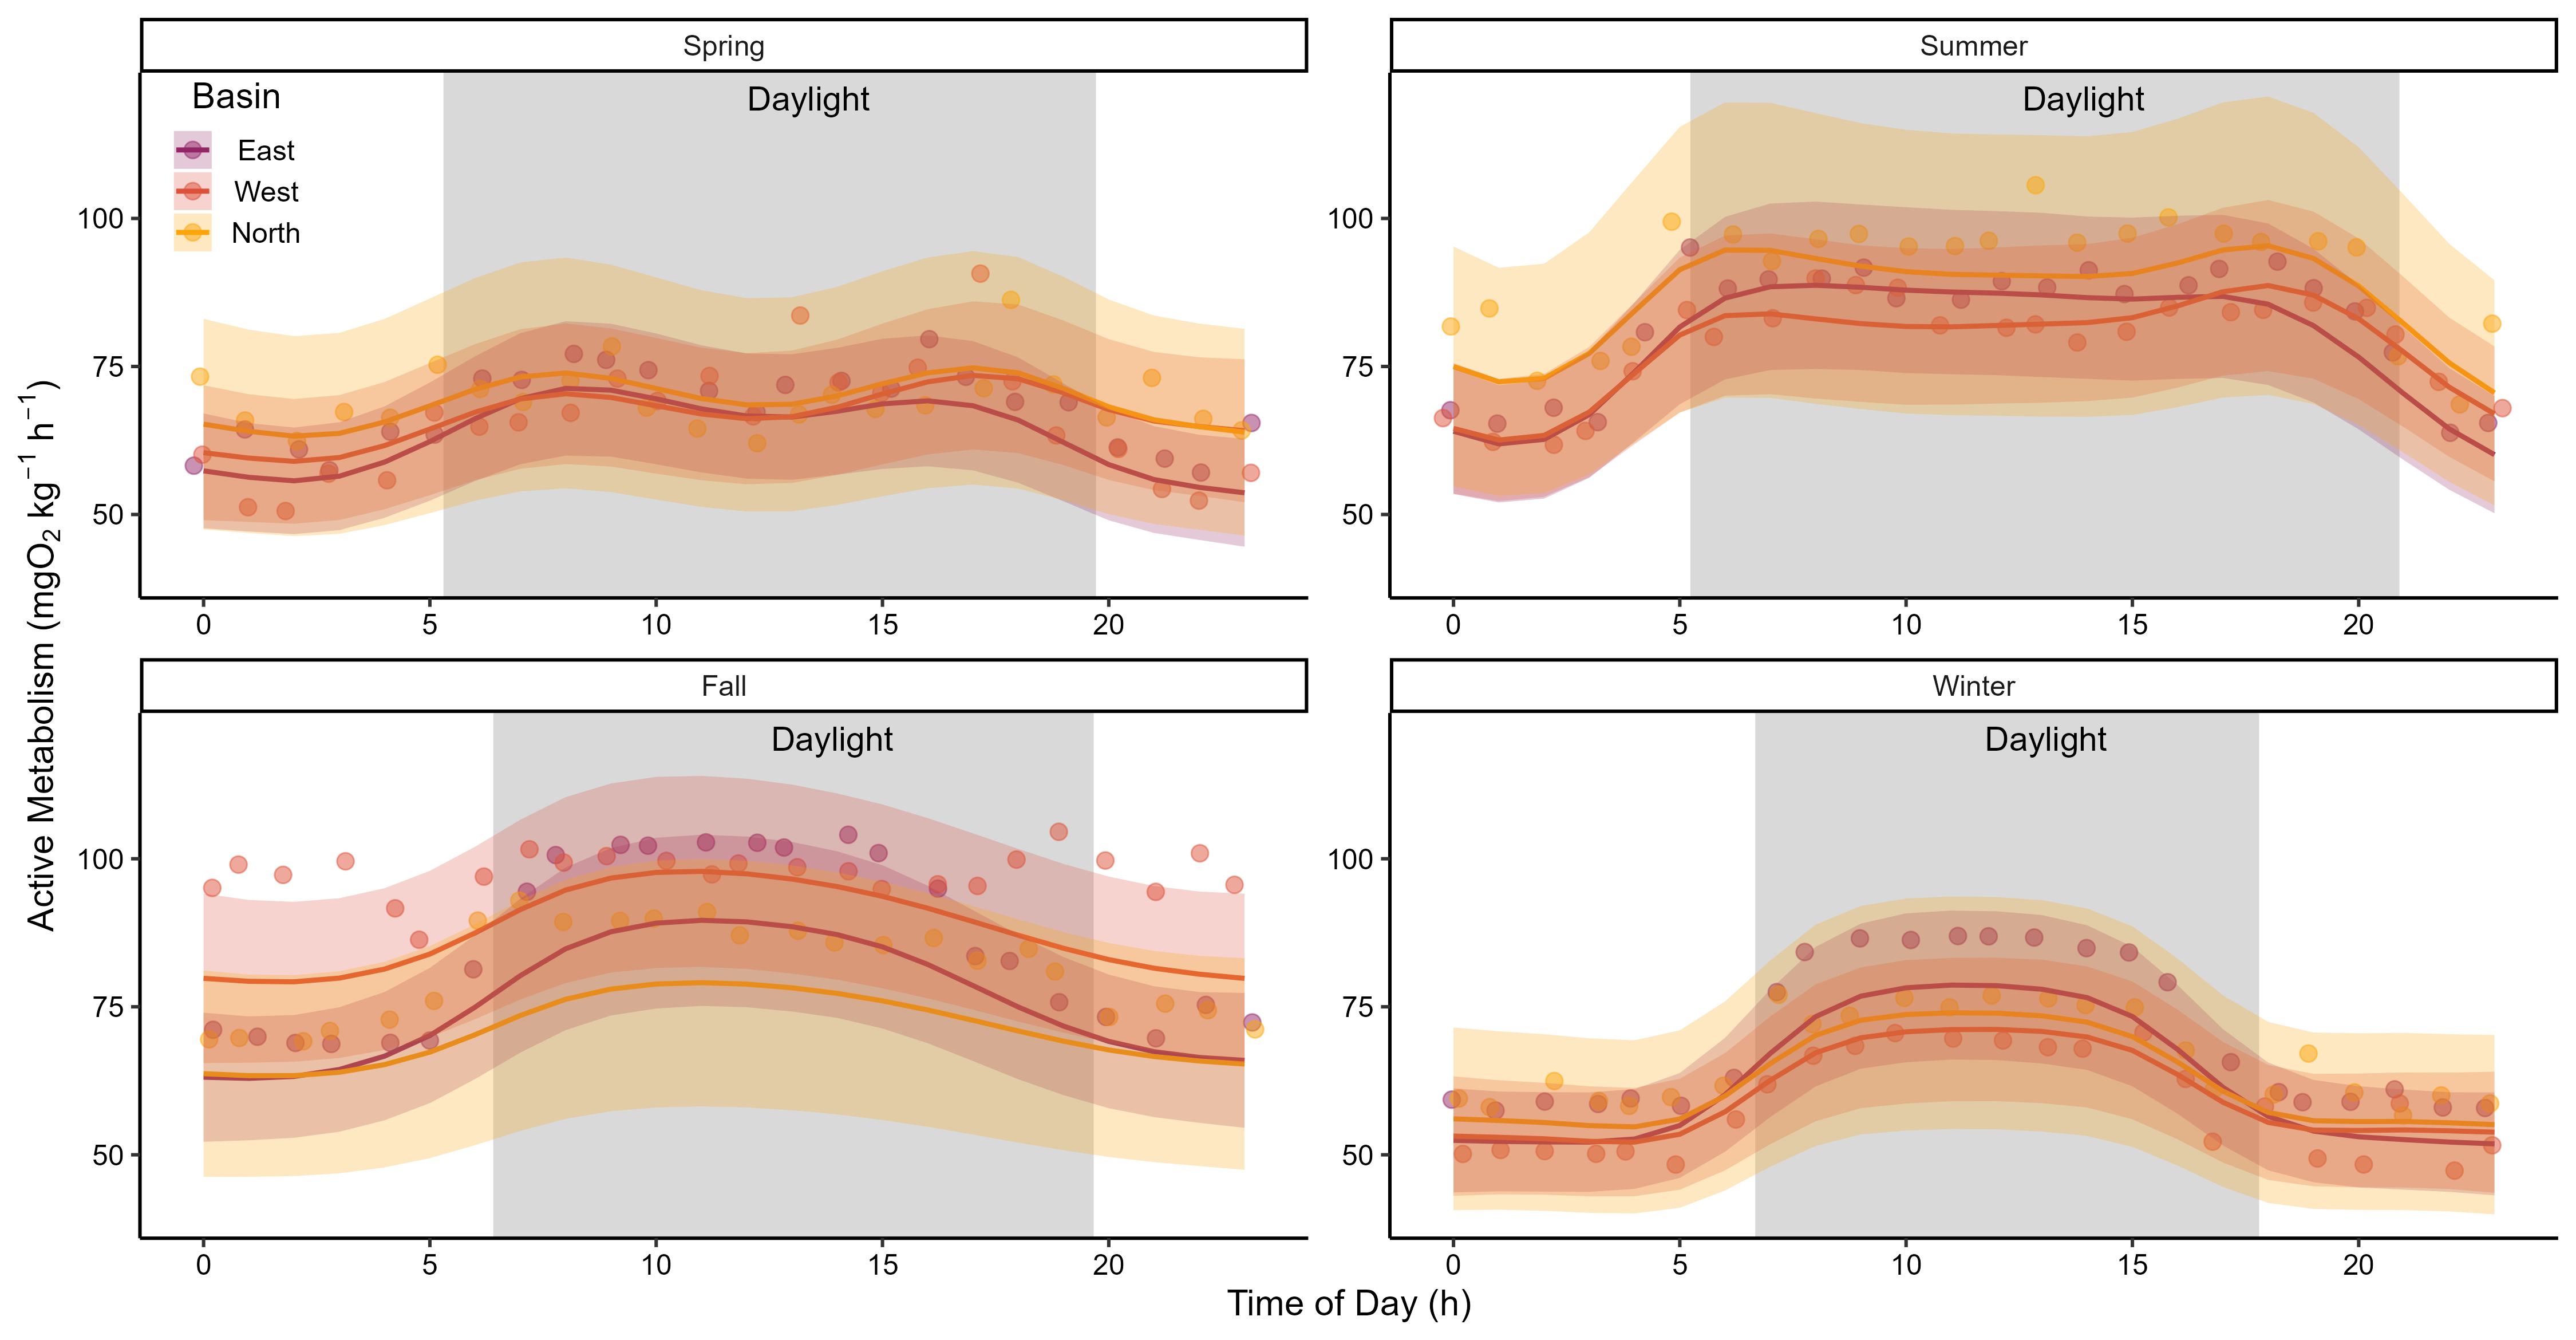 Spring
Summer
Basin
East
West
North
Daylight
Daylight
100
75
50
100
75
50
0 5 10 15 20
0 5 10 15 20
Active Metabolism (mgO₂ kg⁻¹ h⁻¹)
Fall
Winter
Daylight
Daylight
100
75
50
100
75
50
0 5 10 15 20
0 5 10 15 20
Time of Day (h)